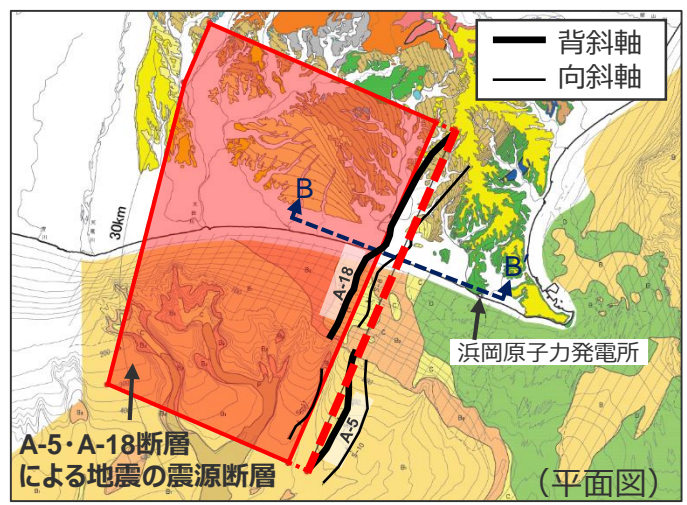 背斜軸
向斜軸
B
30km
A-18
B'
浜岡原子力発電所
A-5
A-5・A-18断層
による地震の震源断層
（平面図）